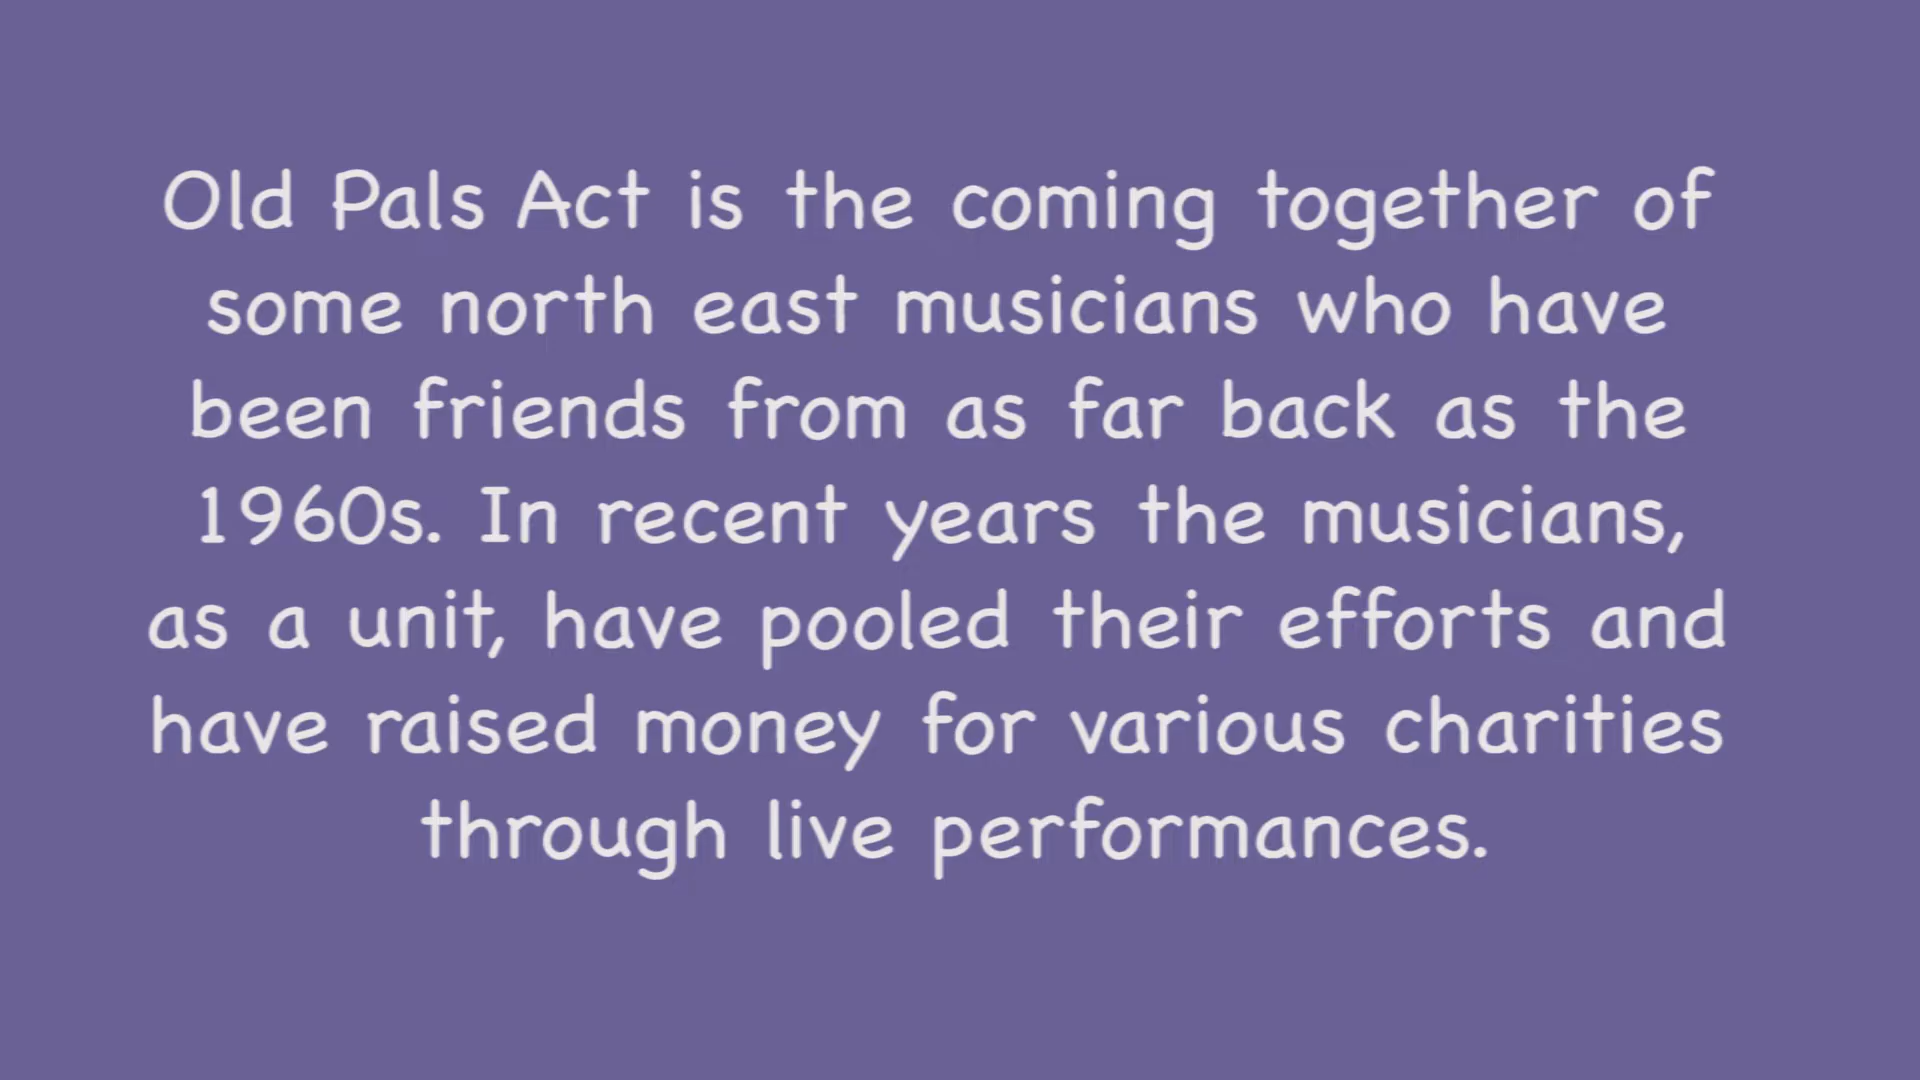 Old Pals Act is the coming together of
some north east musicians who have
been friends from as far back as the
1960s. In recent years the musicians,
as a unit, have pooled their efforts and
have raised money for various charities
through live performances.